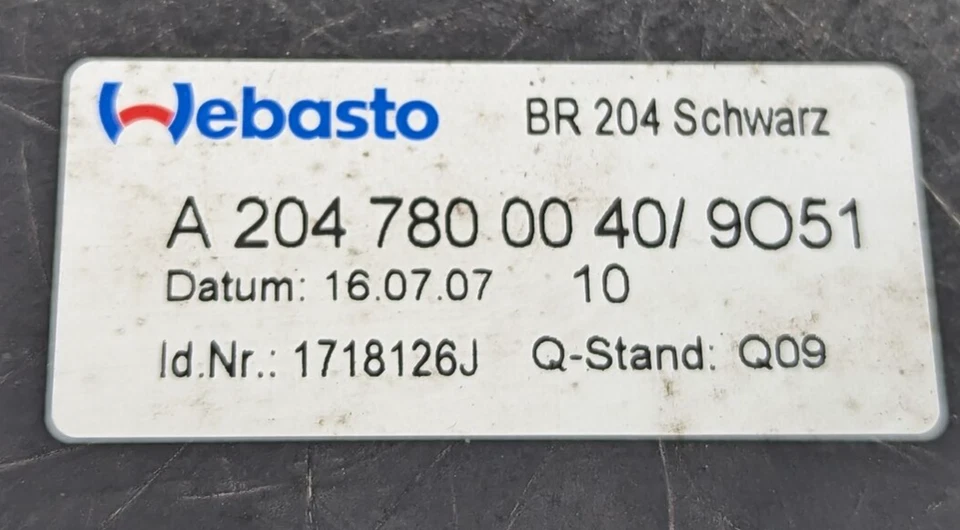 Webasto BR 204 Schwarz
A 204 780 00 40/ 9O51
Datum: 16.07.07 10
Id.Nr.: 1718126J Q-Stand: Q09